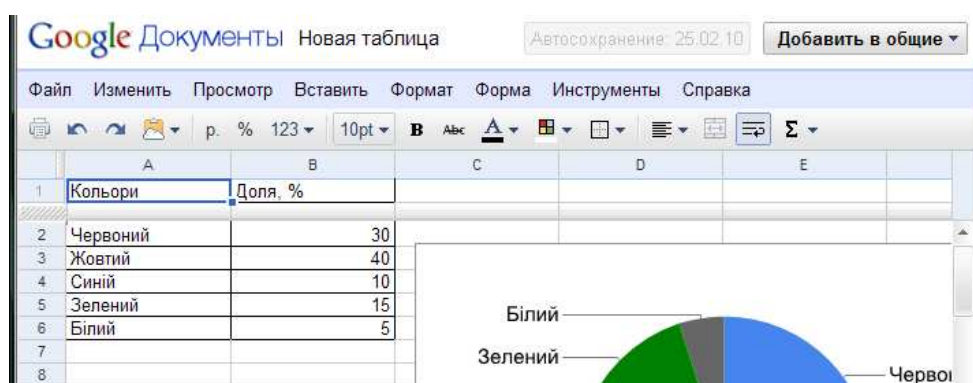 Google Документы Новая таблица Автосохранение: 25.02.10 Добавить в общие
Файл Изменить Просмотр Вставить Формат Форма Инструменты Справка
р. % 123 10pt B Abc A Σ
A B C D E
1 Кольори Доля, %
2 Червоний 30
3 Жовтий 40
4 Синій 10
5 Зелений 15
6 Білий 5
7
8
Білий
Зелений
Черво